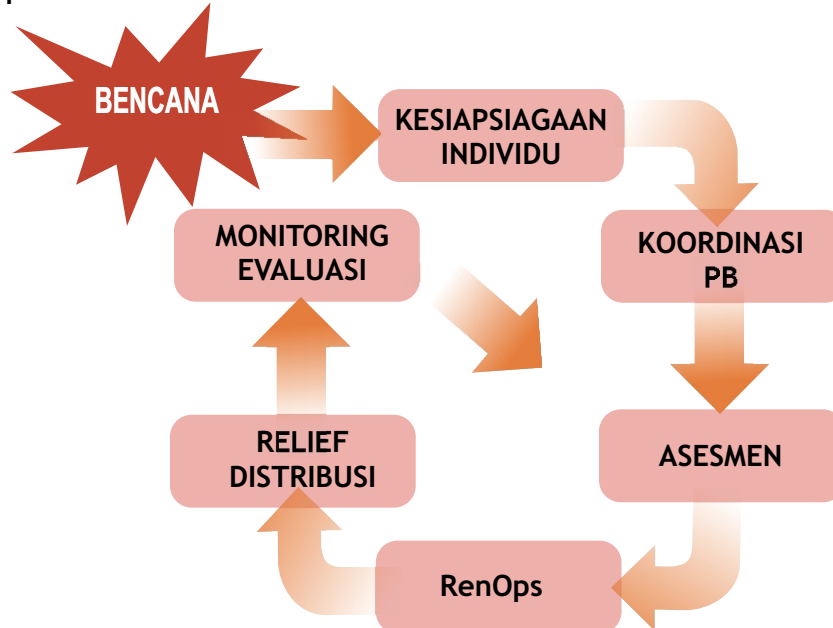 BENCANA
KESIAPSIAGAAN
INDIVIDU
KOORDINASI
PB
ASESMEN
RenOps
RELIEF
DISTRIBUSI
MONITORING
EVALUASI